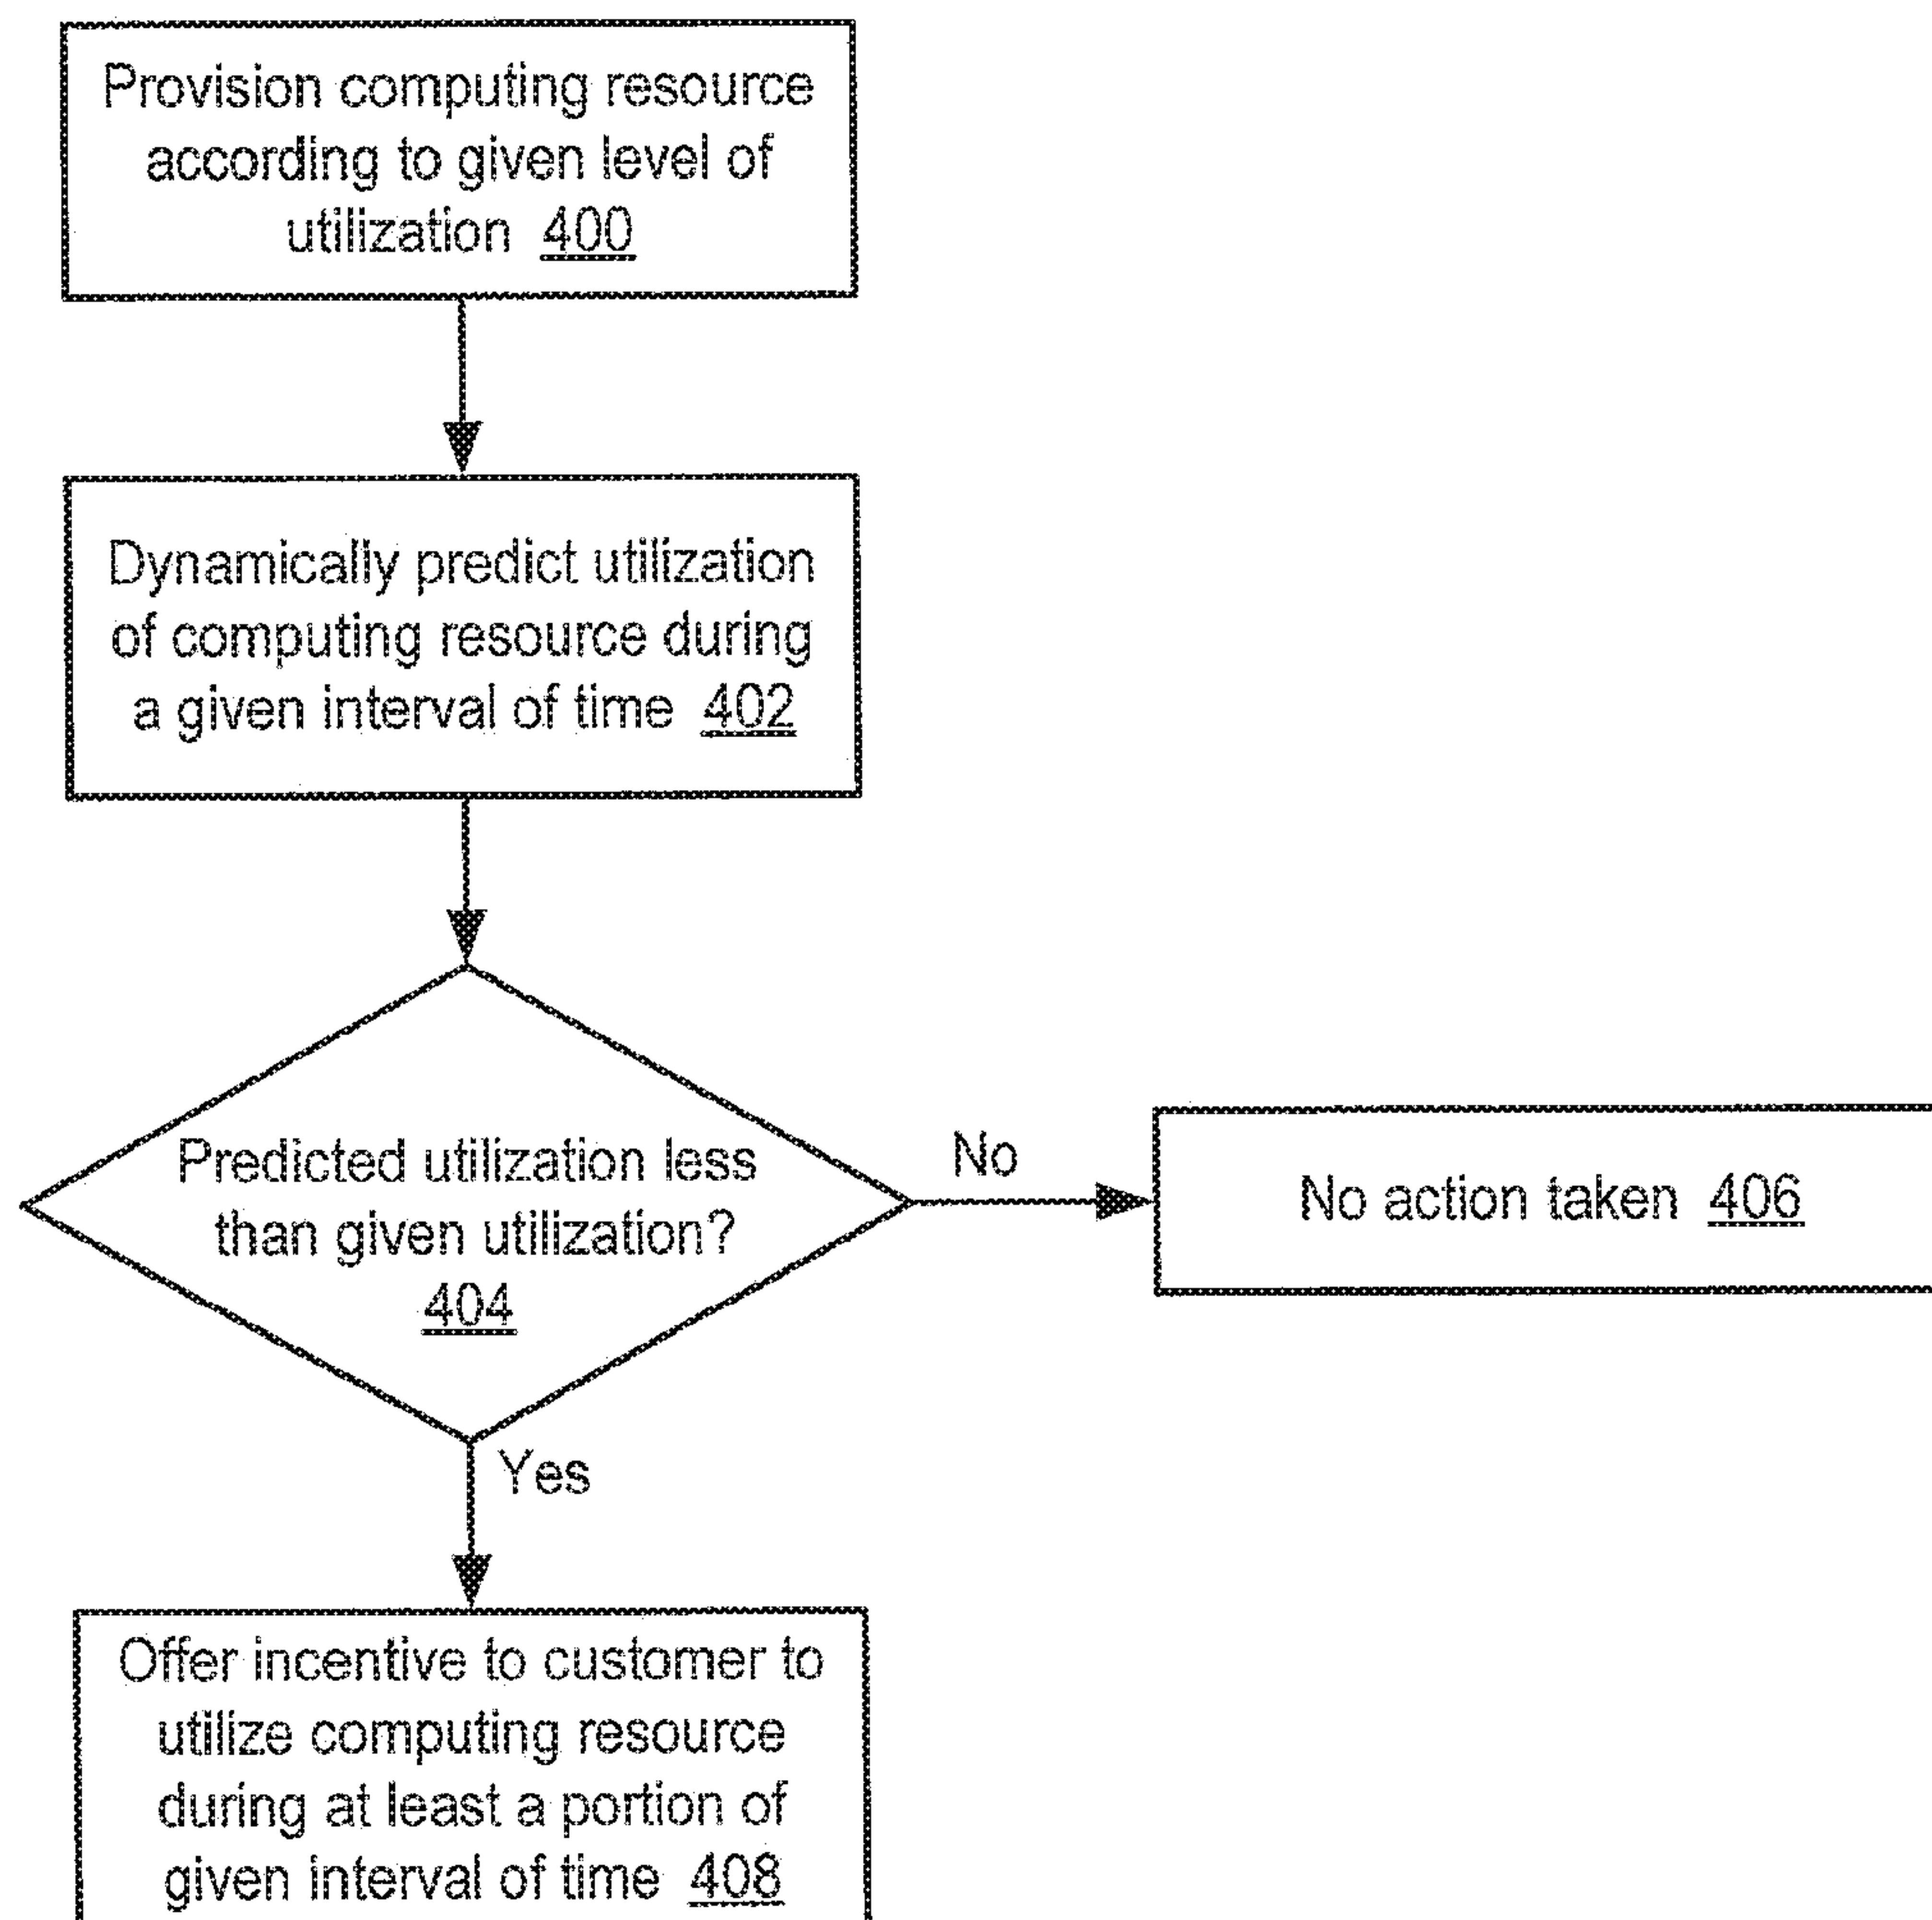 Provision computing resource
according to given level of
utilization 400
Dynamically predict utilization
of computing resource during
a given interval of time 402
Predicted utilization less
than given utilization?
404
No
No action taken 406
Yes
Offer incentive to customer to
utilize computing resource
during at least a portion of
given interval of time 408